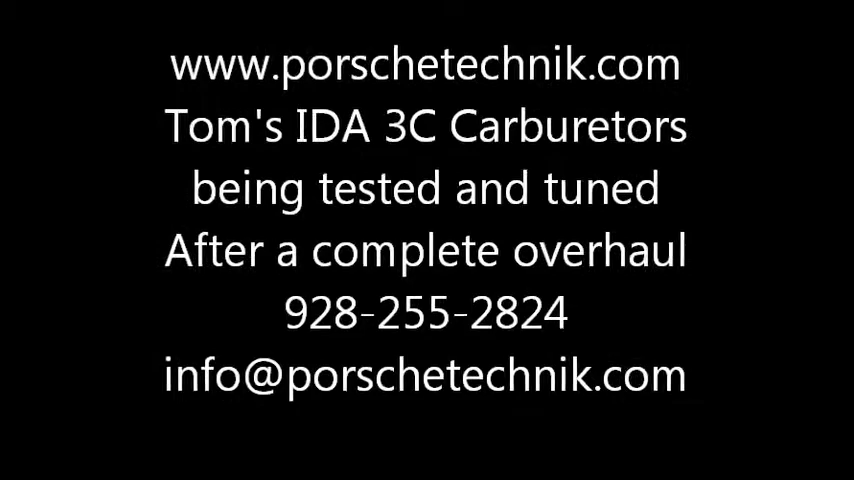 www.porschetechnik.com
Tom's IDA 3C Carburetors
being tested and tuned
After a complete overhaul
928-255-2824
info@porschetechnik.com